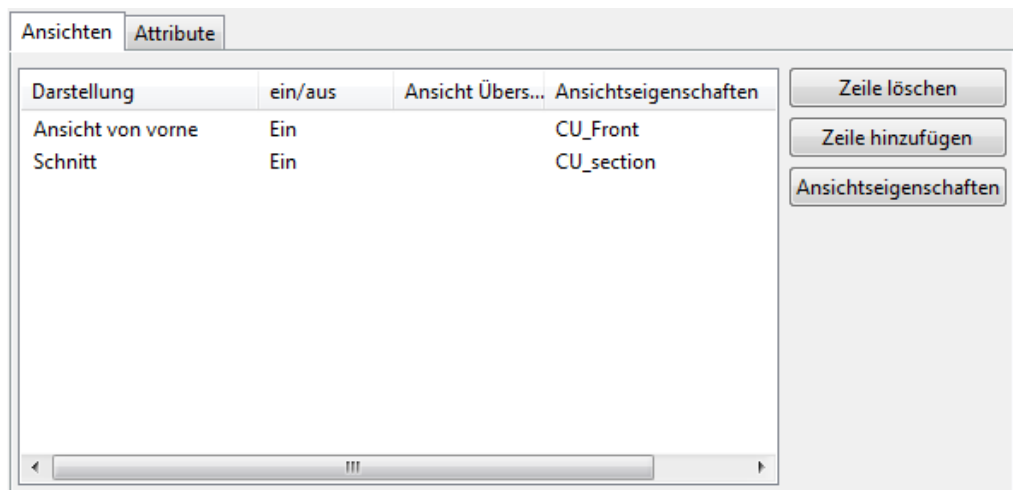 Ansichten Attribute
Darstellung ein/aus Ansicht Übers... Ansichtseigenschaften
Ansicht von vorne Ein CU_Front
Schnitt Ein CU_section
Zeile löschen
Zeile hinzufügen
Ansichtseigenschaften